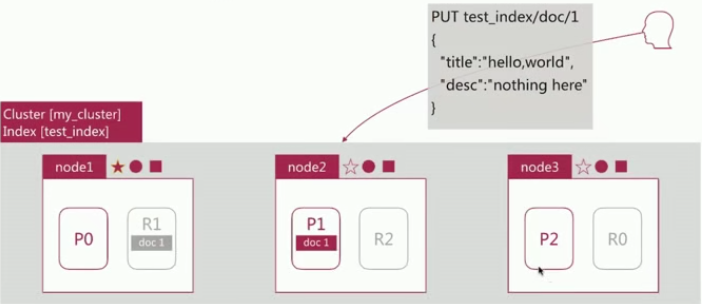 PUT test_index/doc/1
{
"title":"hello,world",
"desc":"nothing here"
}
Cluster [my_cluster]
Index [test_index]
node1
node2
node3
P0
R1
doc 1
P1
doc 1
R2
P2
R0